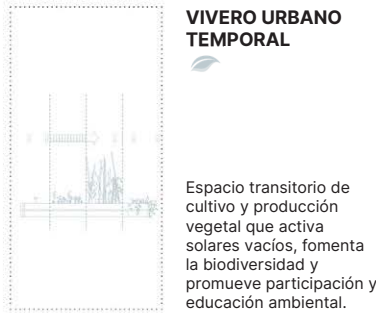 VIVERO URBANO
TEMPORAL
Espacio transitorio de
cultivo y producción
vegetal que activa
solares vacíos, fomenta
la biodiversidad y
promueve participación y
educación ambiental.